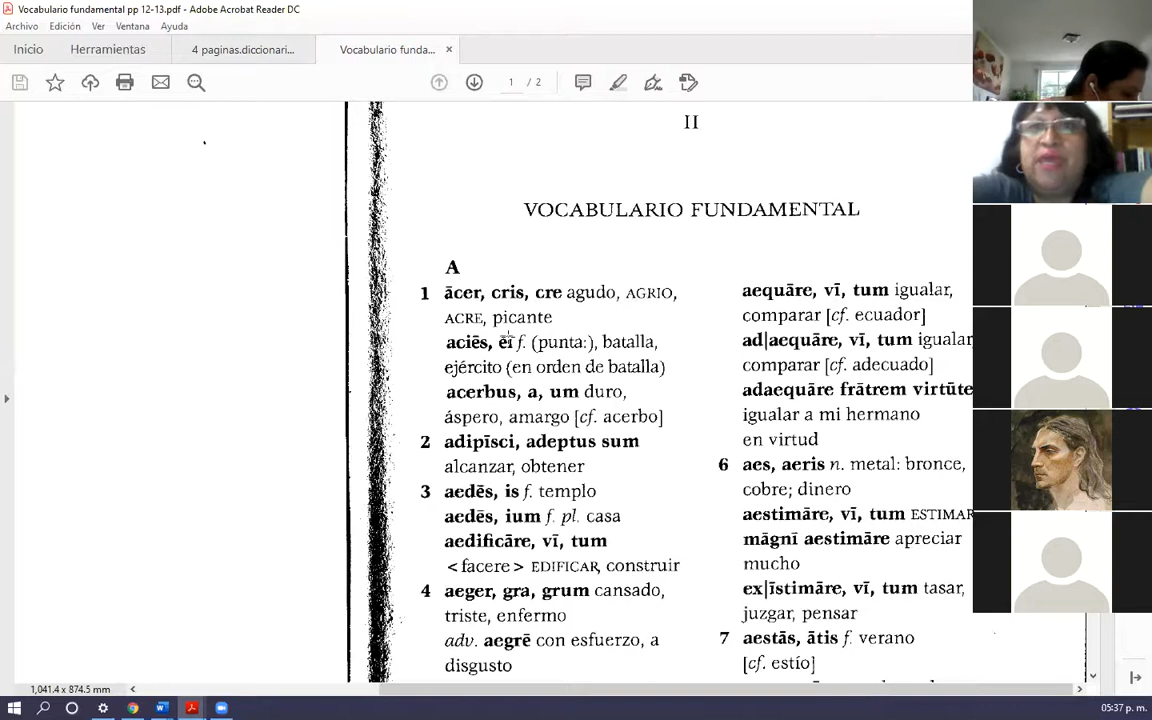 Vocabulario fundamental pp 12-13.pdf - Adobe Acrobat Reader DC
Archivo Edición Ver Ventana Ayuda
Inicio Herramientas 4 paginas.diccionari... Vocabulario funda... ×
1 / 2
II
VOCABULARIO FUNDAMENTAL
A
1 ācer, cris, cre agudo, AGRIO,
ACRE, picante
aciēs, ēī f. (punta:), batalla,
ejército (en orden de batalla)
acerbus, a, um duro,
áspero, amargo [cf. acerbo]
2 adipīsci, adeptus sum
alcanzar, obtener
3 aedēs, is f. templo
aedēs, ium f. pl. casa
aedificāre, vī, tum
<facere> EDIFICAR, construir
4 aeger, gra, grum cansado,
triste, enfermo
adv. aegrē con esfuerzo, a
disgusto
aequāre, vī, tum igualar,
comparar [cf. ecuador]
ad|aequāre, vī, tum igualar
comparar [cf. adecuado]
adaequāre frātrem virtūte
igualar a mi hermano
en virtud
6 aes, aeris n. metal: bronce,
cobre; dinero
aestimāre, vī, tum ESTIMAR
māgnī aestimāre apreciar
mucho
ex|īstimāre, vī, tum tasar,
juzgar, pensar
7 aestās, ātis f. verano
[cf. estío]
1,041.4 x 874.5 mm
05:37 p. m.